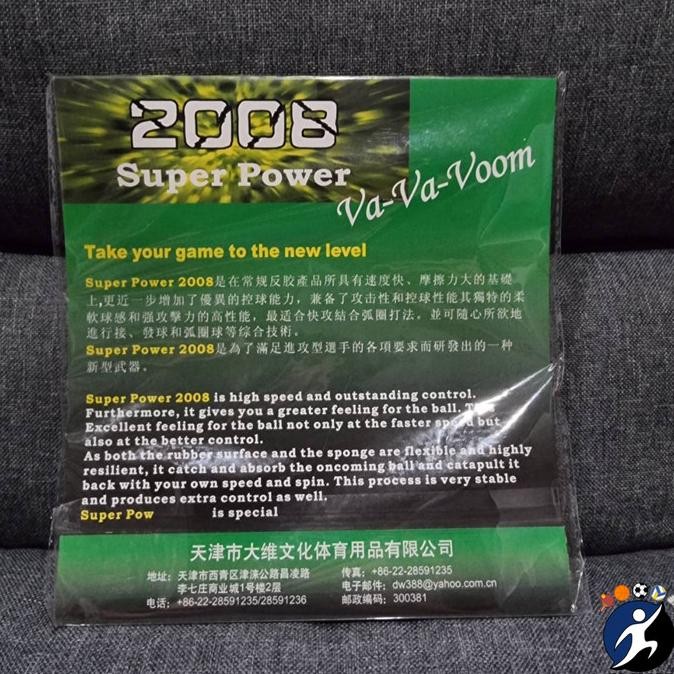 2008
Super Power
Va-Va-Voom
Take your game to the new level
Super Power 2008是在常规反胶產品所具有速度快、摩擦力大的基礎
上,更近一步增加了優異的控球能力，兼备了攻击性和控球性能其獨特的柔
軟球感和强攻擊力的高性能，最适合快攻結合弧圈打法。並可隨心所欲地
進行接、發球和弧圈球等综合技術。
Super Power 2008是為了滿足進攻型選手的各項要求而研發出的一种
新型武器。
Super Power 2008 is high speed and outstanding control.
Furthermore, it gives you a greater feeling for the ball.
Excellent feeling for the ball not only at the faster speed but
also at the better control.
As both the rubber surface and the sponge are flexible and highly
resilient, it catch and absorb the oncoming ball and catapult it
back with your own speed and spin. This process is very stable
and produces extra control as well.
Super Pow is special
天津市大维文化体育用品有限公司
地址：天津市西青区津涞公路昌凌路 传真：+86-22-28591235
李七庄商业城1号楼2层 电子邮件：dw388@yahoo.com.cn
电话：+86-22-28591235/28591236 邮政编码：300381